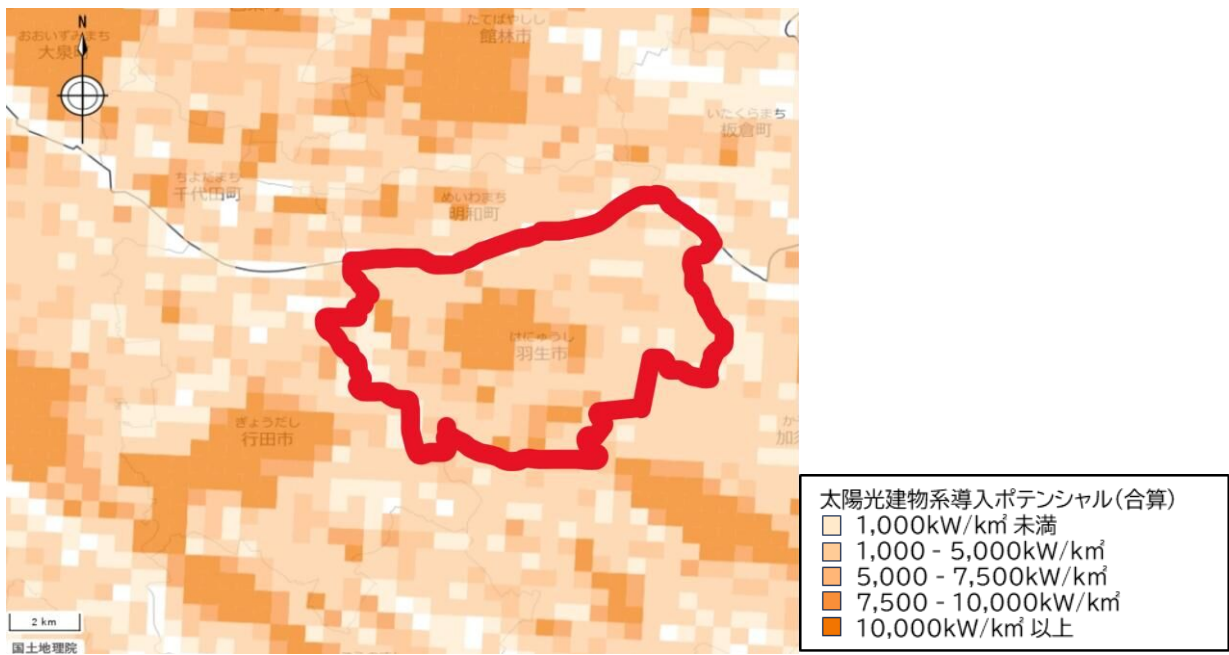 N
たてばやしし
館林市
おおいずみまち
大泉町
いたくらまち
板倉町
ちよだまち
千代田町
めいわまち
明和町
はにゅうし
羽生市
ぎょうだし
行田市
2 km
国土地理院
太陽光建物系導入ポテンシャル(合算)
1,000kW/k㎡ 未満
1,000 - 5,000kW/k㎡
5,000 - 7,500kW/k㎡
7,500 - 10,000kW/k㎡
10,000kW/k㎡ 以上